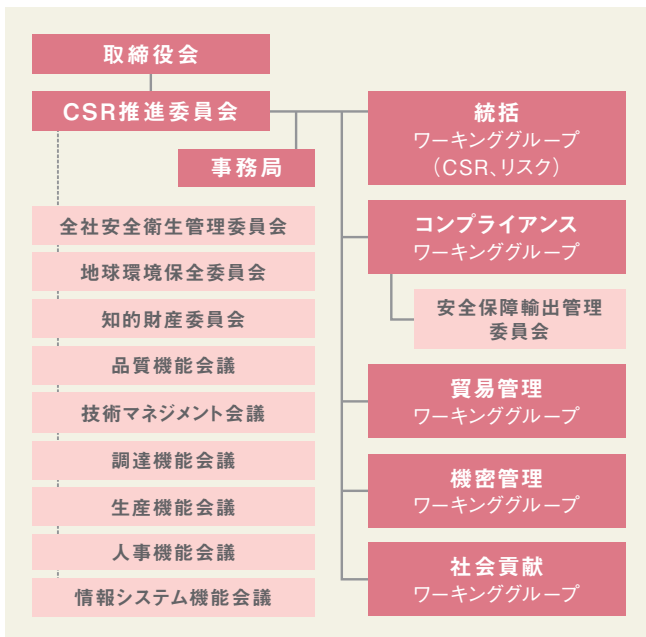 取締役会
CSR推進委員会
事務局
全社安全衛生管理委員会
地球環境保全委員会
知的財産委員会
品質機能会議
技術マネジメント会議
調達機能会議
生産機能会議
人事機能会議
情報システム機能会議
統括
ワーキンググループ
（CSR、リスク）
コンプライアンス
ワーキンググループ
安全保障輸出管理
委員会
貿易管理
ワーキンググループ
機密管理
ワーキンググループ
社会貢献
ワーキンググループ